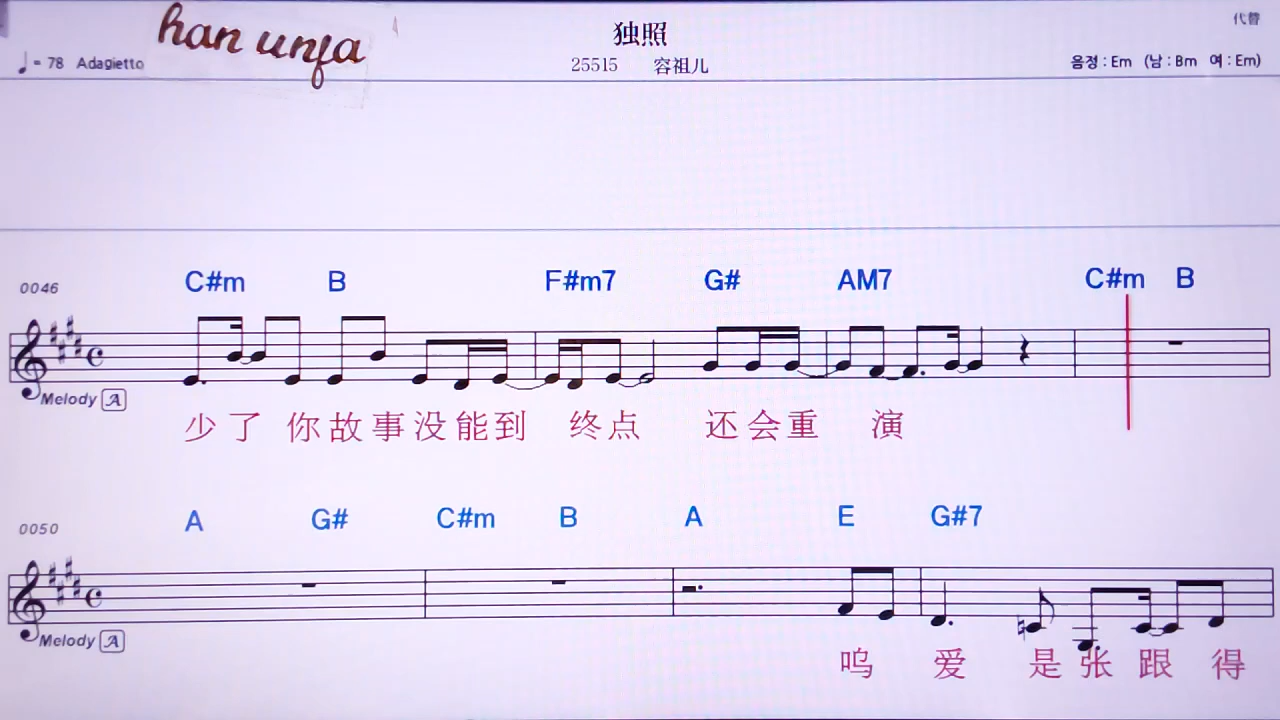 han unfa
独照
代替
♩= 78 Adagietto
25515 容祖儿
음정 : Em (남 : Bm 여 : Em)
0046
C#m B F#m7 G# AM7 C#m B
Melody A
少了 你故事没能到 终点 还会重 演
0050
A G# C#m B A E G#7
Melody A
呜 爱 是 张 跟 得